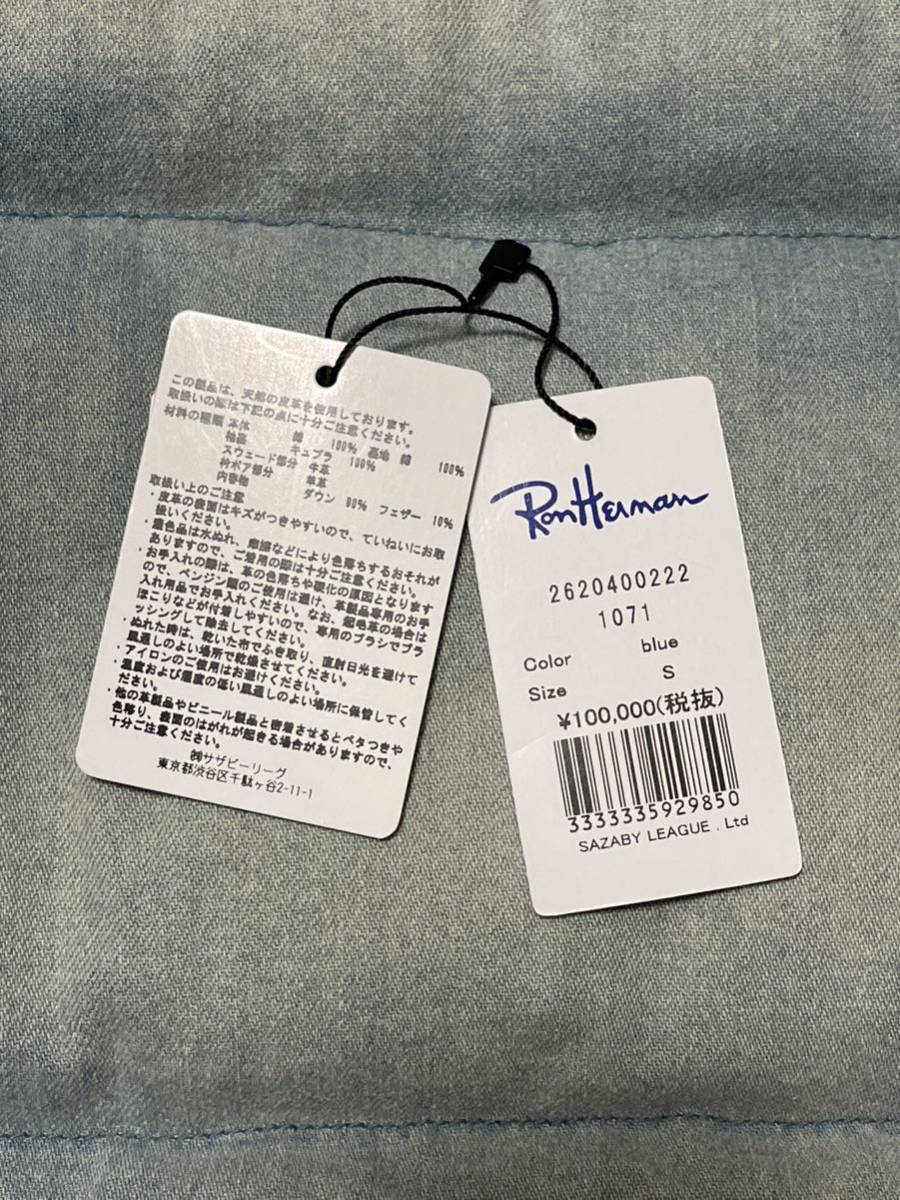 この製品は、天然の皮革を使用しております。
取扱いの際は下記の点に十分ご注意ください。
材料の種類 本体 綿 100% 裏地 綿 100%
袖裏 キュプラ 100%
スウェード部分 牛革
衿ボア部分 羊革
内容物 ダウン 90% フェザー 10%
取扱い上のご注意
・皮革の表面はキズがつきやすいので、ていねいにお取
扱いください。
・濃色品は水ぬれ、摩擦などにより色落ちするおそれが
ありますので、ご着用の際は十分ご注意ください。
・お手入れの際は、革の色落ちや硬化の原因となります
ので、ベンジン類のご使用は避け、革製品専用のお手
入れ用品でお手入れください。なお、起毛革の場合は
ほこりなどが付着しやすいので、専用のブラシでブラ
ッシングして除去してください。
・ぬれた時は、乾いた布でふき取り、直射日光を避けて
風通しのよい場所で乾燥させてください。
・アイロンのご使用はお避けください。
・温度および湿度の低い風通しのよい場所に保管してく
ださい。
・他の革製品やビニール製品と密着させるとベタつきや
色移り、表面のはがれが起きる場合がありますので、
十分ご注意ください。
㈱サザビーリーグ
東京都渋谷区千駄ヶ谷2-11-1
Ron Herman
2620400222
1071
Color blue
Size S
¥100,000(税抜)
3333335929850
SAZABY LEAGUE . Ltd